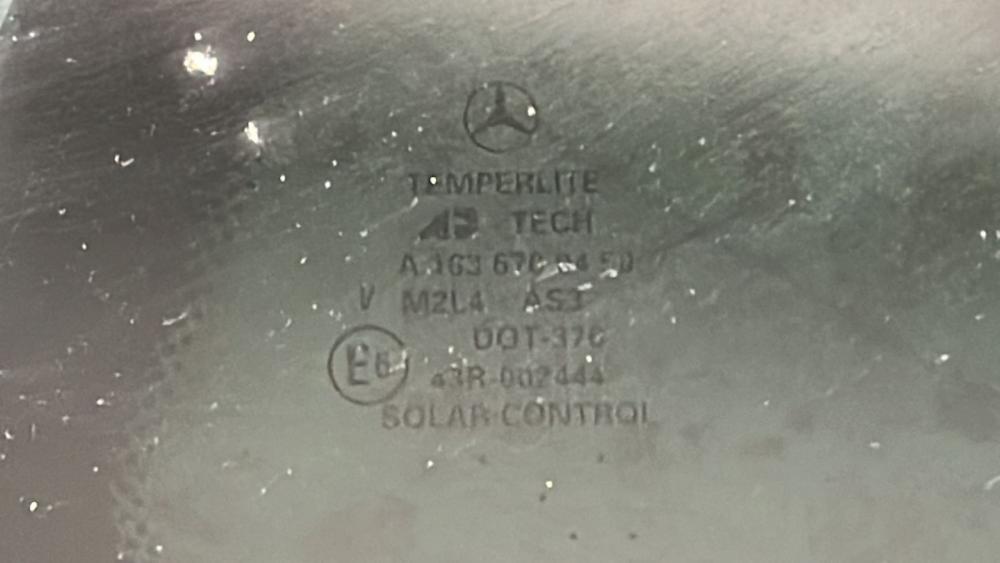 TEMPERLITE
AP TECH
A 163 670 04 50
V M2L4 AS3
DOT-376
E6 43R-002444
SOLAR CONTROL